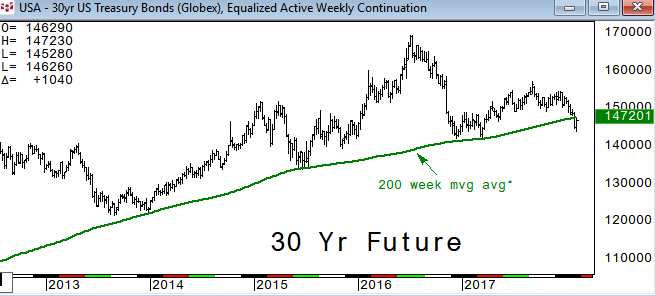 USA - 30yr US Treasury Bonds (Globex), Equalized Active Weekly Continuation
O= 146290
H= 147230
L= 145280
L= 146260
Δ= +1040
170000
160000
150000
147201
140000
130000
120000
110000
200 week mvg avg*
30 Yr Future
2013
2014
2015
2016
2017